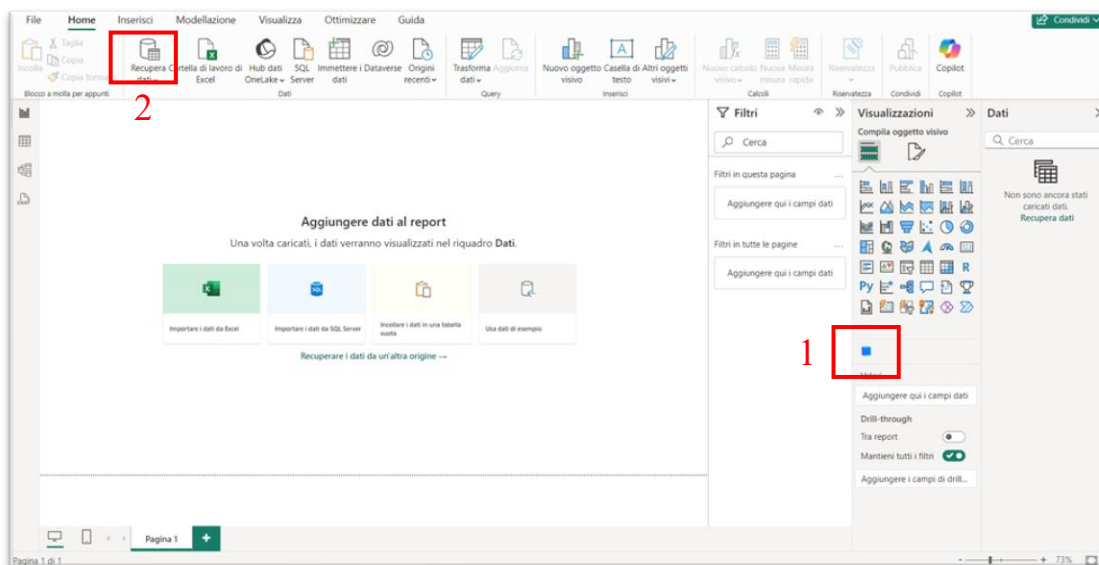 File Home Inserisci Modellazione Visualizza Ottimizzare Guida
Condividi
Incolla
Taglia
Copia
Copia formato
Blocco a molla per appunti
Recupera dati
Cartella di lavoro di Excel
Hub dati OneLake
SQL Server
Immettere i dati
Dataverse
Origini recenti
Dati
Trasforma dati
Aggiorna
Query
Nuovo oggetto visivo
Casella di testo
Altri oggetti visivi
Inserisci
Nuovo calcolo visivo
Nuova misura
Misura rapida
Calcoli
Riservatezza
Riservatezza
Pubblica
Condividi
Copilot
Copilot
2
Aggiungere dati al report
Una volta caricati, i dati verranno visualizzati nel riquadro Dati.
SQL
Importare i dati da Excel
Importare i dati da SQL Server
Incollare i dati in una tabella
vuota
Usa dati di esempio
Recuperare i dati da un'altra origine →
Filtri
Cerca
Filtri in questa pagina ...
Aggiungere qui i campi dati
Filtri in tutte le pagine ...
Aggiungere qui i campi dati
Visualizzazioni
Compila oggetto visivo
R
Py
1
Aggiungere qui i campi dati
Drill-through
Tra report
Mantieni tutti i filtri
Aggiungere i campi di drill...
Dati
Cerca
Non sono ancora stati
caricati dati.
Recupera dati
Pagina 1
Pagina 1 di 1
73%